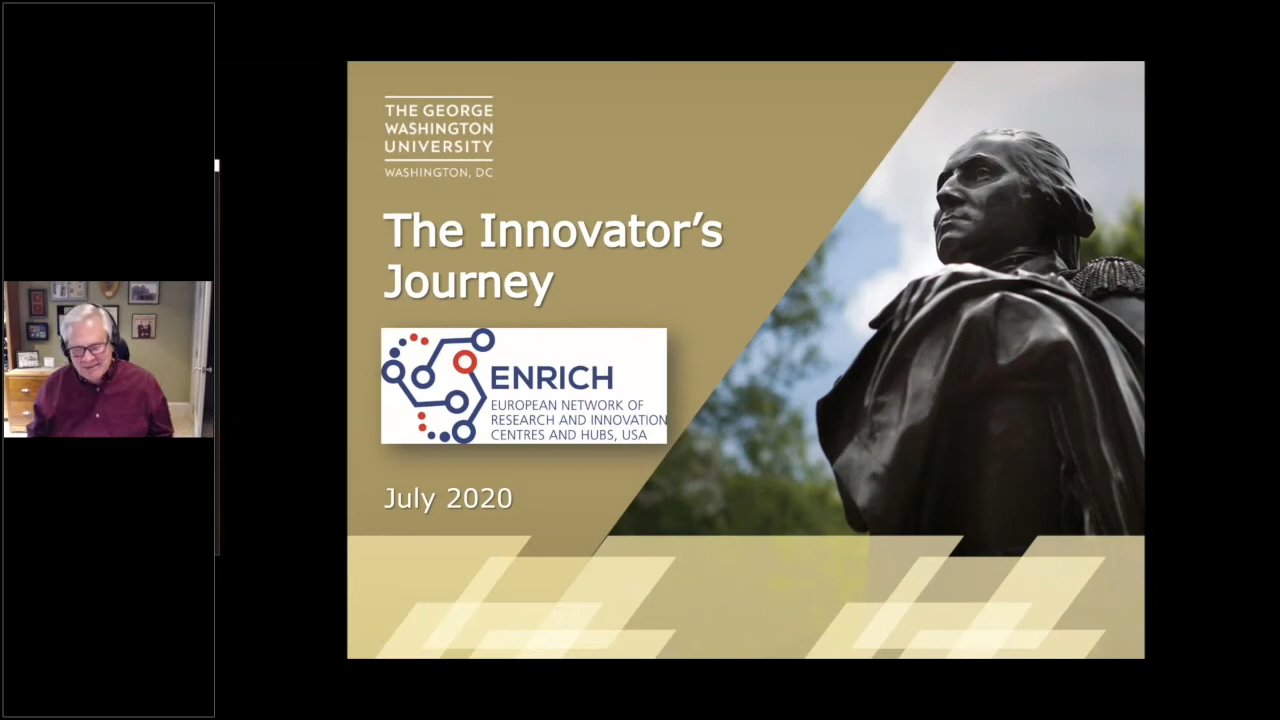 THE GEORGE
WASHINGTON
UNIVERSITY
WASHINGTON, DC
The Innovator's
Journey
ENRICH
EUROPEAN NETWORK OF
RESEARCH AND INNOVATION
CENTRES AND HUBS, USA
July 2020